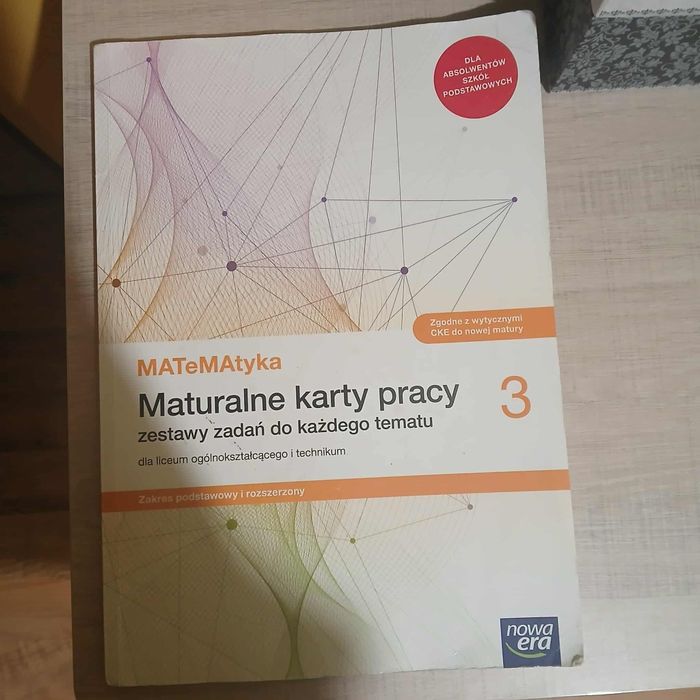 DLA
ABSOLWENTÓW
SZKÓŁ
PODSTAWOWYCH
Zgodne z wytycznymi
CKE do nowej matury
MATeMAtyka
Maturalne karty pracy 3
zestawy zadań do każdego tematu
dla liceum ogólnokształcącego i technikum
Zakres podstawowy i rozszerzony
nowa
era